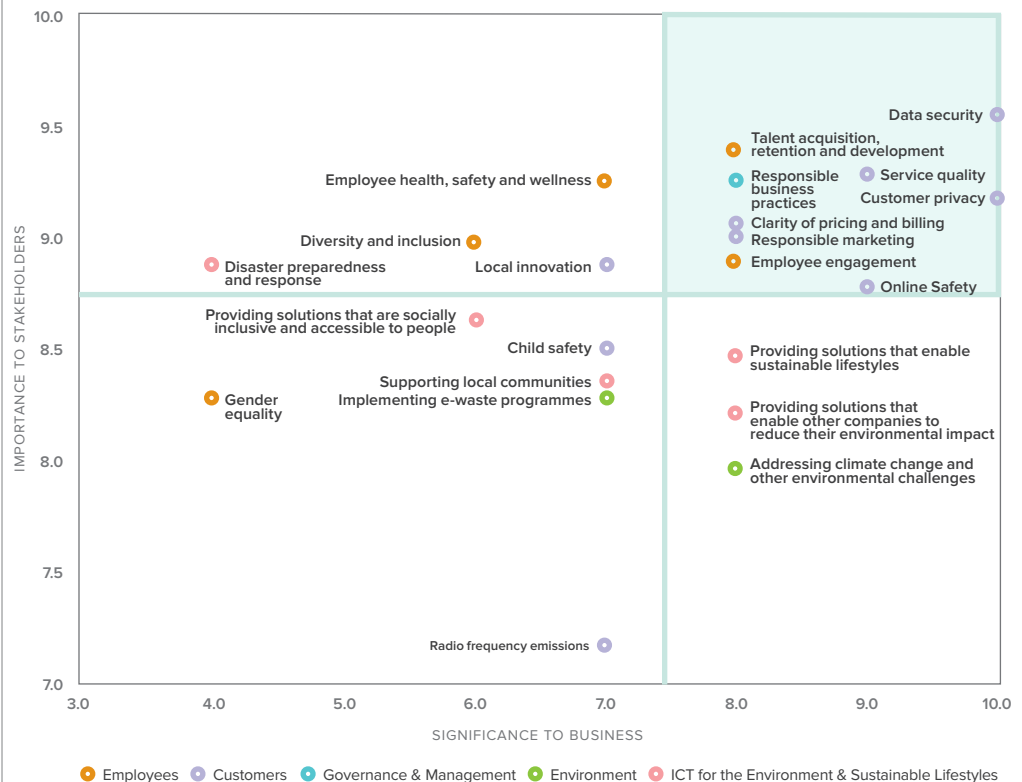 10.0
9.5
9.0
8.5
8.0
7.5
7.0
IMPORTANCE TO STAKEHOLDERS
Data security
Talent acquisition,
retention and development
Responsible
business
practices
Service quality
Customer privacy
Clarity of pricing and billing
Responsible marketing
Employee engagement
Online Safety
Employee health, safety and wellness
Diversity and inclusion
Disaster preparedness
and response
Local innovation
Providing solutions that are socially
inclusive and accessible to people
Child safety
Supporting local communities
Implementing e-waste programmes
Gender
equality
Providing solutions that enable
sustainable lifestyles
Providing solutions that
enable other companies to
reduce their environmental impact
Addressing climate change and
other environmental challenges
Radio frequency emissions
3.0 4.0 5.0 6.0 7.0 8.0 9.0 10.0
SIGNIFICANCE TO BUSINESS
Employees Customers Governance & Management Environment ICT for the Environment & Sustainable Lifestyles